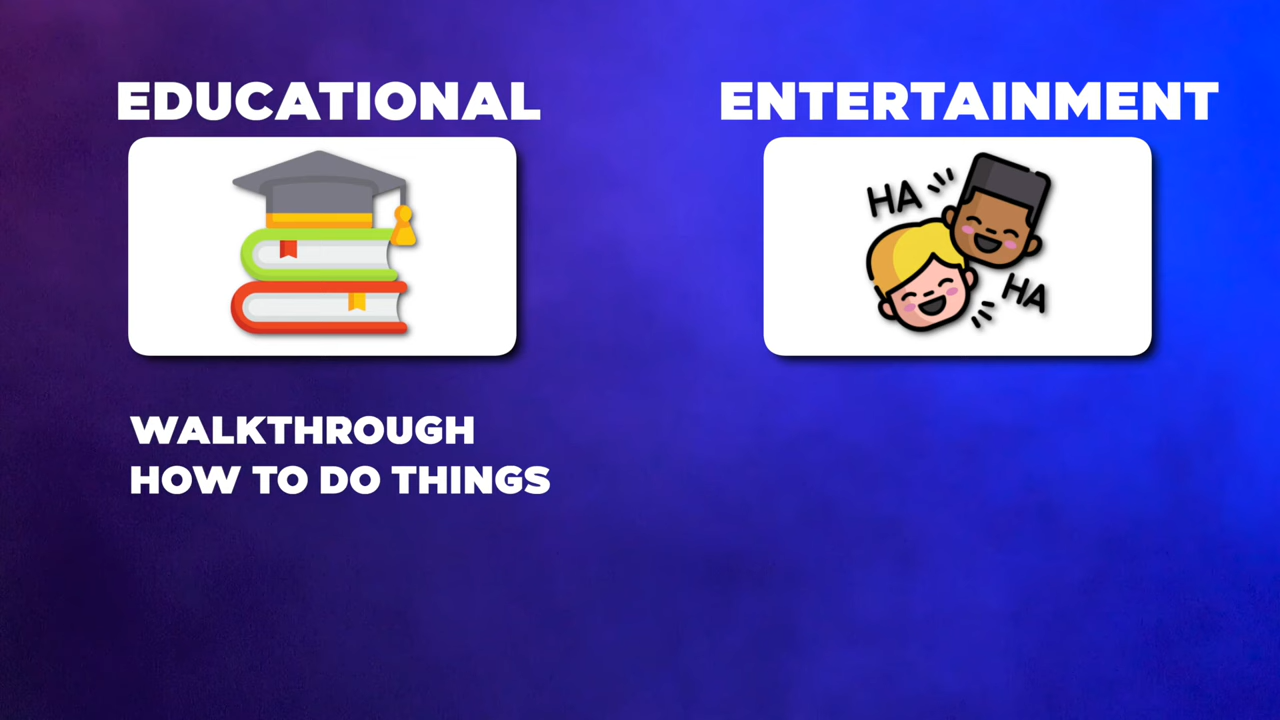 EDUCATIONAL
ENTERTAINMENT
HA
HA
WALKTHROUGH
HOW TO DO THINGS